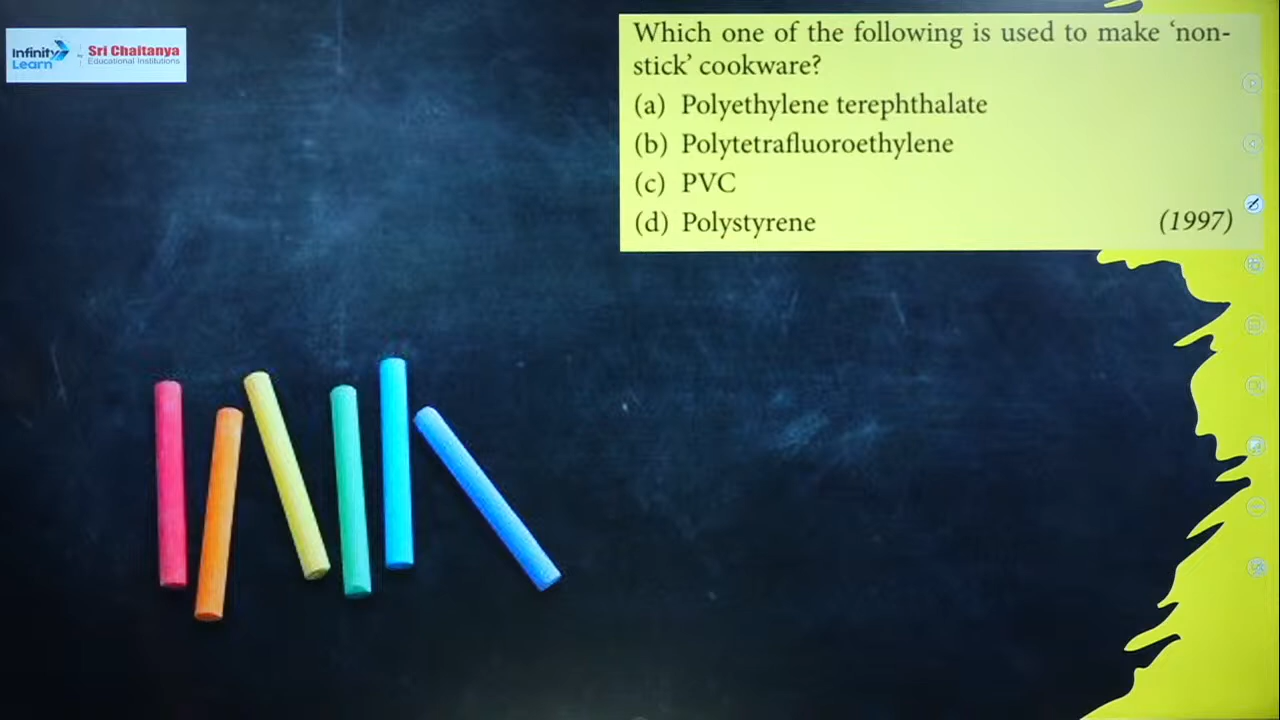 Infinity Learn
by Sri Chaitanya
Educational Institutions
Which one of the following is used to make ‘non-
stick’ cookware?
(a) Polyethylene terephthalate
(b) Polytetrafluoroethylene
(c) PVC
(d) Polystyrene (1997)